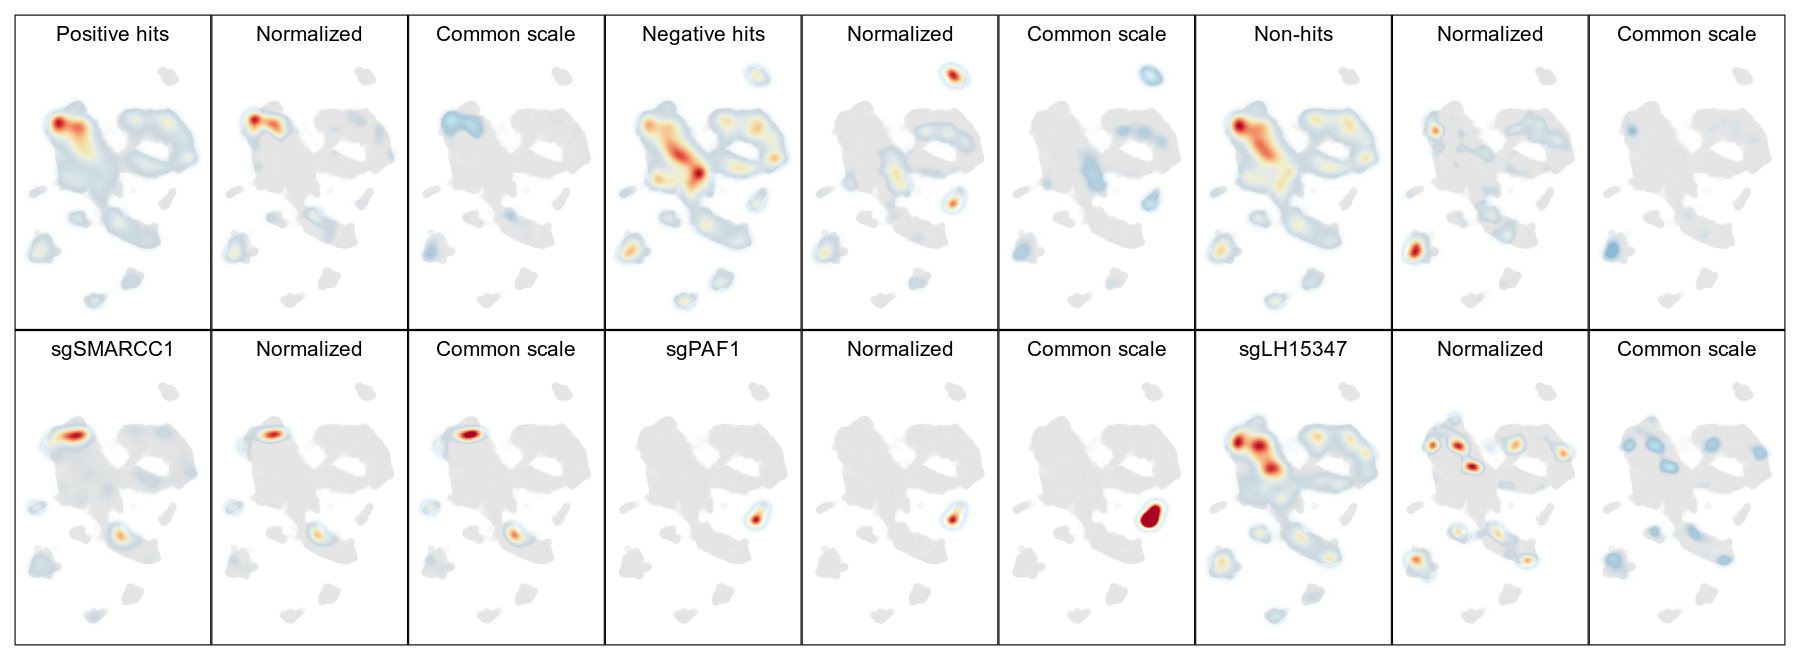 Positive hits
Normalized
Common scale
Negative hits
Normalized
Common scale
Non-hits
Normalized
Common scale
sgSMARCC1
Normalized
Common scale
sgPAF1
Normalized
Common scale
sgLH15347
Normalized
Common scale